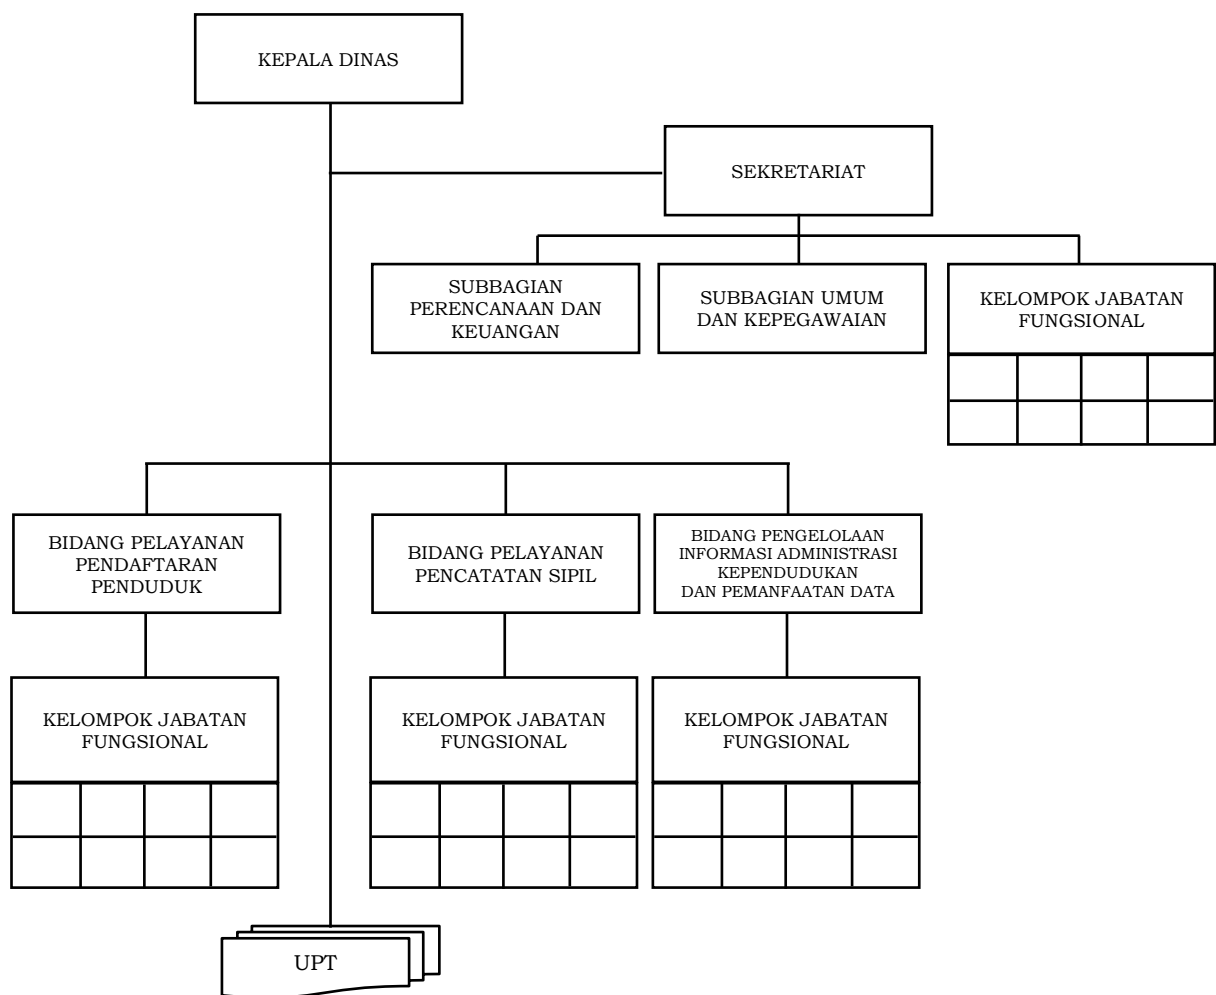 KEPALA DINAS
SEKRETARIAT
SUBBAGIAN
PERENCANAAN DAN
KEUANGAN
SUBBAGIAN UMUM
DAN KEPEGAWAIAN
KELOMPOK JABATAN
FUNGSIONAL
BIDANG PELAYANAN
PENDAFTARAN
PENDUDUK
BIDANG PELAYANAN
PENCATATAN SIPIL
BIDANG PENGELOLAAN
INFORMASI ADMINISTRASI
KEPENDUDUKAN
DAN PEMANFAATAN DATA
KELOMPOK JABATAN
FUNGSIONAL
KELOMPOK JABATAN
FUNGSIONAL
KELOMPOK JABATAN
FUNGSIONAL
UPT